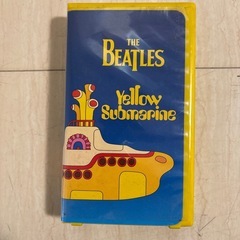 THE
BEATLES
Yellow
Submarine